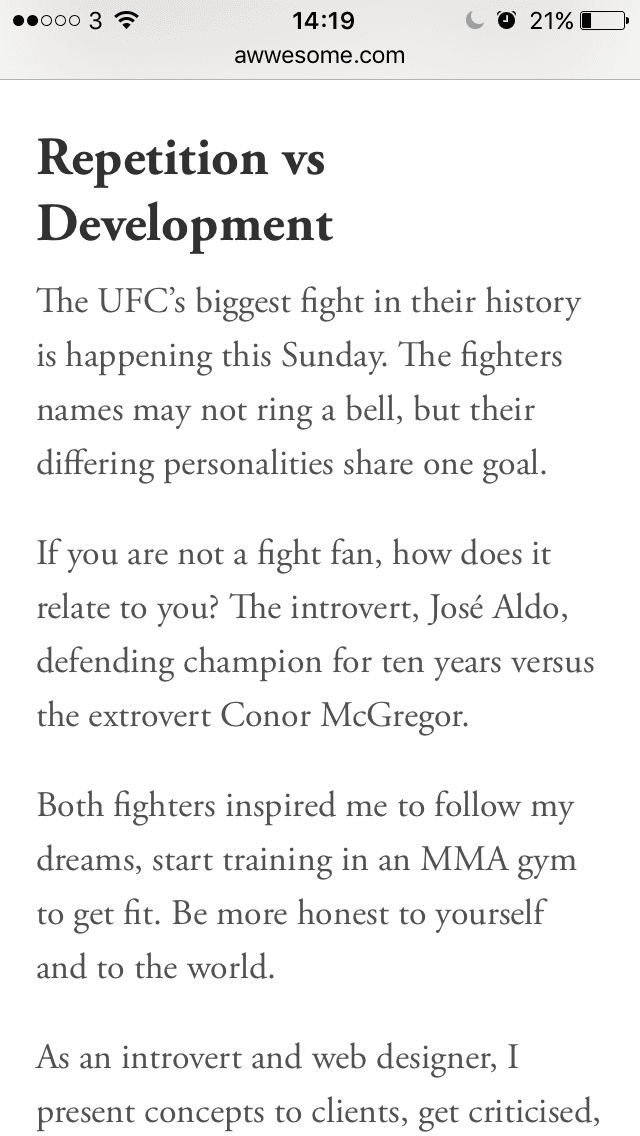 3 14:19 21%
awwesome.com
Repetition vs
Development
The UFC’s biggest fight in their history
is happening this Sunday. The fighters
names may not ring a bell, but their
differing personalities share one goal.
If you are not a fight fan, how does it
relate to you? The introvert, José Aldo,
defending champion for ten years versus
the extrovert Conor McGregor.
Both fighters inspired me to follow my
dreams, start training in an MMA gym
to get fit. Be more honest to yourself
and to the world.
As an introvert and web designer, I
present concepts to clients, get criticised,